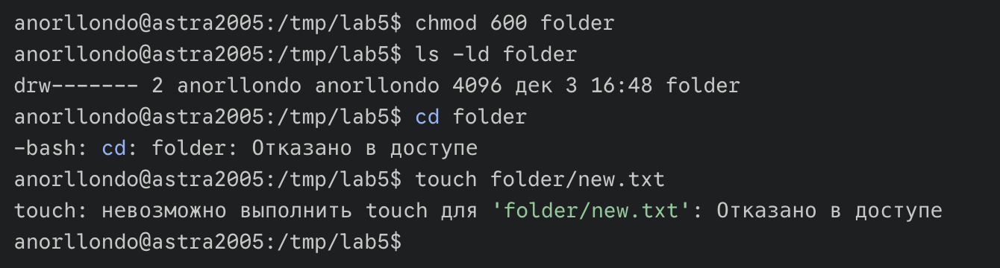 anorllondo@astra2005:/tmp/lab5$ chmod 600 folder
anorllondo@astra2005:/tmp/lab5$ ls -ld folder
drw------- 2 anorllondo anorllondo 4096 дек 3 16:48 folder
anorllondo@astra2005:/tmp/lab5$ cd folder
-bash: cd: folder: Отказано в доступе
anorllondo@astra2005:/tmp/lab5$ touch folder/new.txt
touch: невозможно выполнить touch для 'folder/new.txt': Отказано в доступе
anorllondo@astra2005:/tmp/lab5$